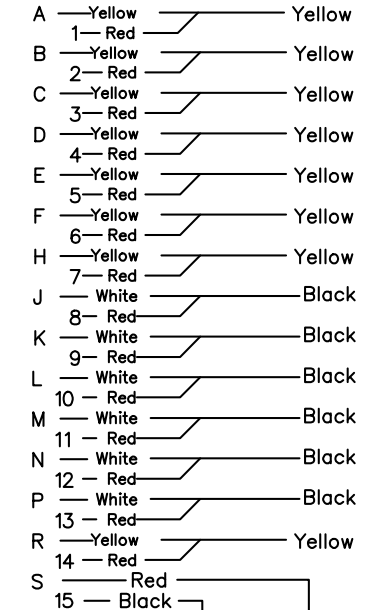 A Yellow Yellow
1 Red
B Yellow Yellow
2 Red
C Yellow Yellow
3 Red
D Yellow Yellow
4 Red
E Yellow Yellow
5 Red
F Yellow Yellow
6 Red
H Yellow Yellow
7 Red
J White Black
8 Red
K White Black
9 Red
L White Black
10 Red
M White Black
11 Red
N White Black
12 Red
P White Black
13 Red
R Yellow Yellow
14 Red
S Red
15 Black